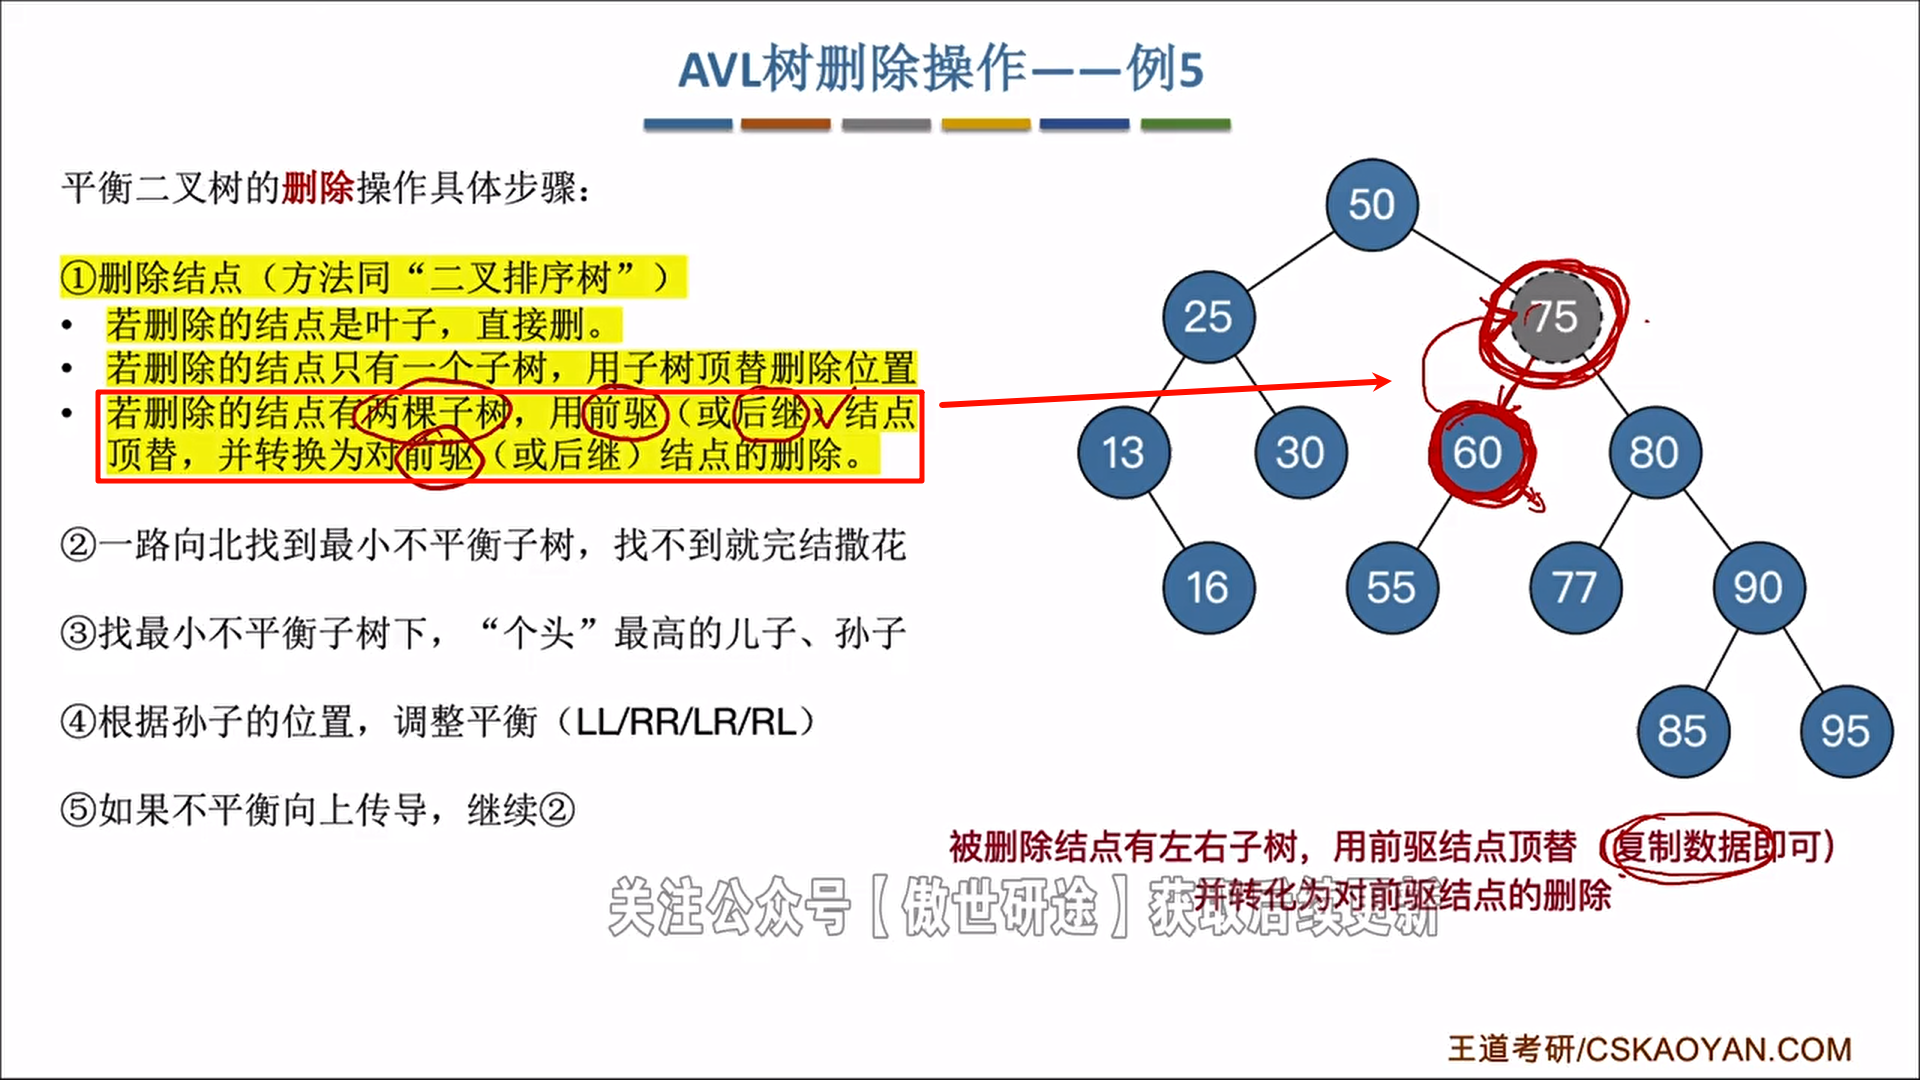 AVL树删除操作——例5
平衡二叉树的删除操作具体步骤：
①删除结点（方法同“二叉排序树”）
• 若删除的结点是叶子，直接删。
• 若删除的结点只有一个子树，用子树顶替删除位置
• 若删除的结点有两棵子树，用前驱（或后继）结点
顶替，并转换为对前驱（或后继）结点的删除。
②一路向北找到最小不平衡子树，找不到就完结撒花
③找最小不平衡子树下，“个头”最高的儿子、孙子
④根据孙子的位置，调整平衡（LL/RR/LR/RL）
⑤如果不平衡向上传导，继续②
50
25
75
13
30
60
80
16
55
77
90
85
95
被删除结点有左右子树，用前驱结点顶替（复制数据即可）
并转化为对前驱结点的删除
关注公众号【傲世研途】获取后续更新
王道考研/CSKAOYAN.COM